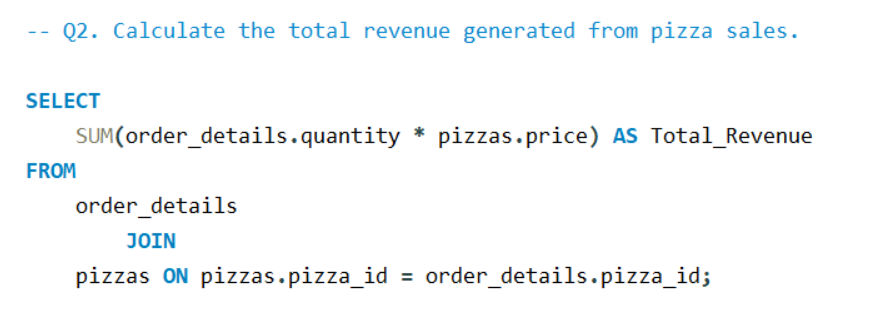 -- Q2. Calculate the total revenue generated from pizza sales.
SELECT
SUM(order_details.quantity * pizzas.price) AS Total_Revenue
FROM
order_details
JOIN
pizzas ON pizzas.pizza_id = order_details.pizza_id;